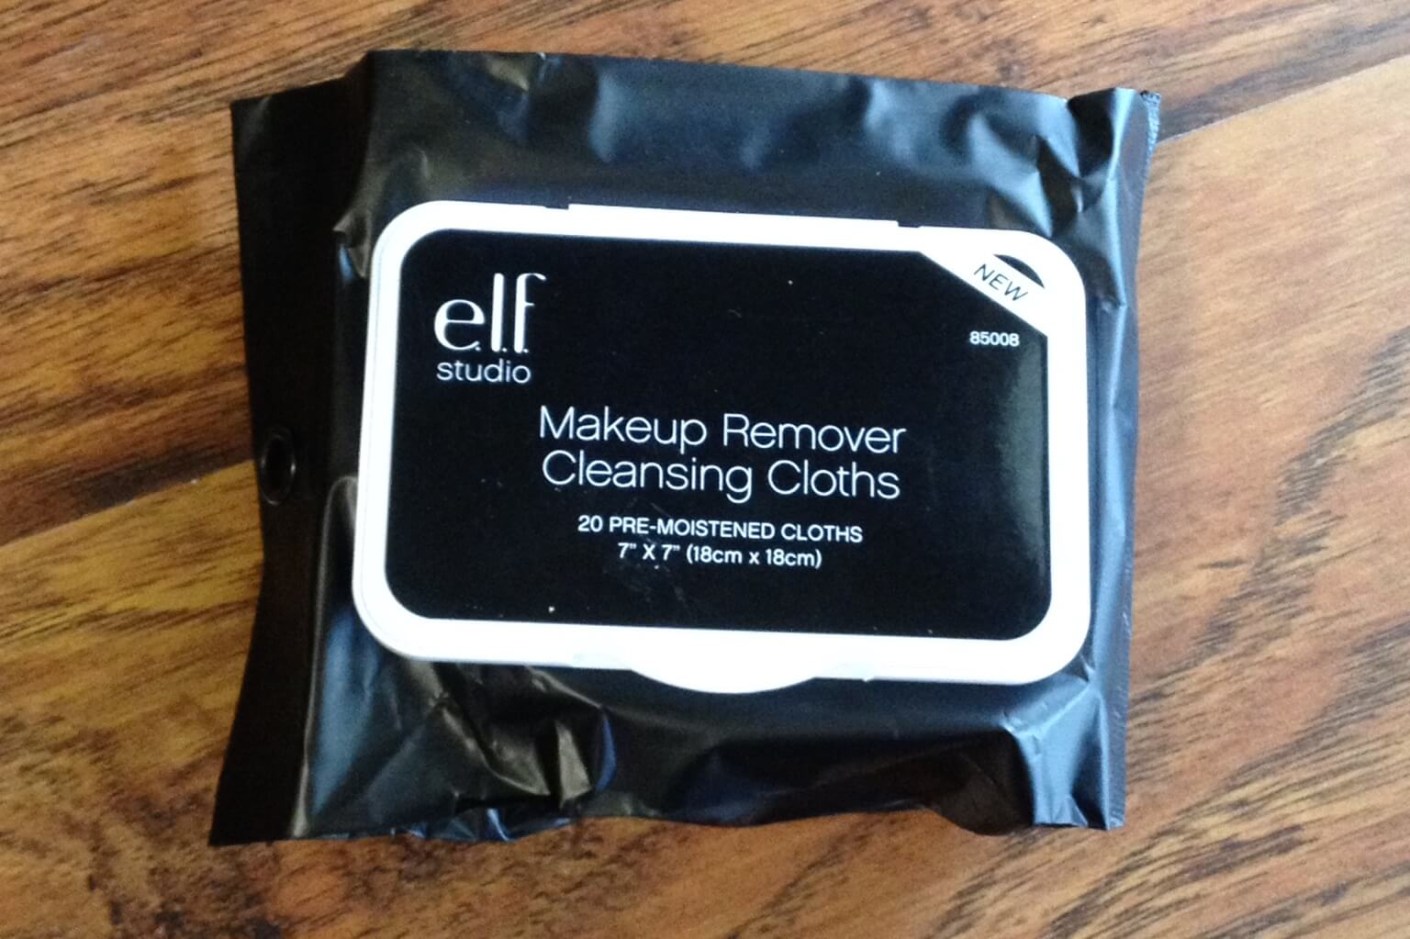 e.l.f.
studio
NEW
85008
Makeup Remover
Cleansing Cloths
20 PRE-MOISTENED CLOTHS
7" X 7" (18cm x 18cm)